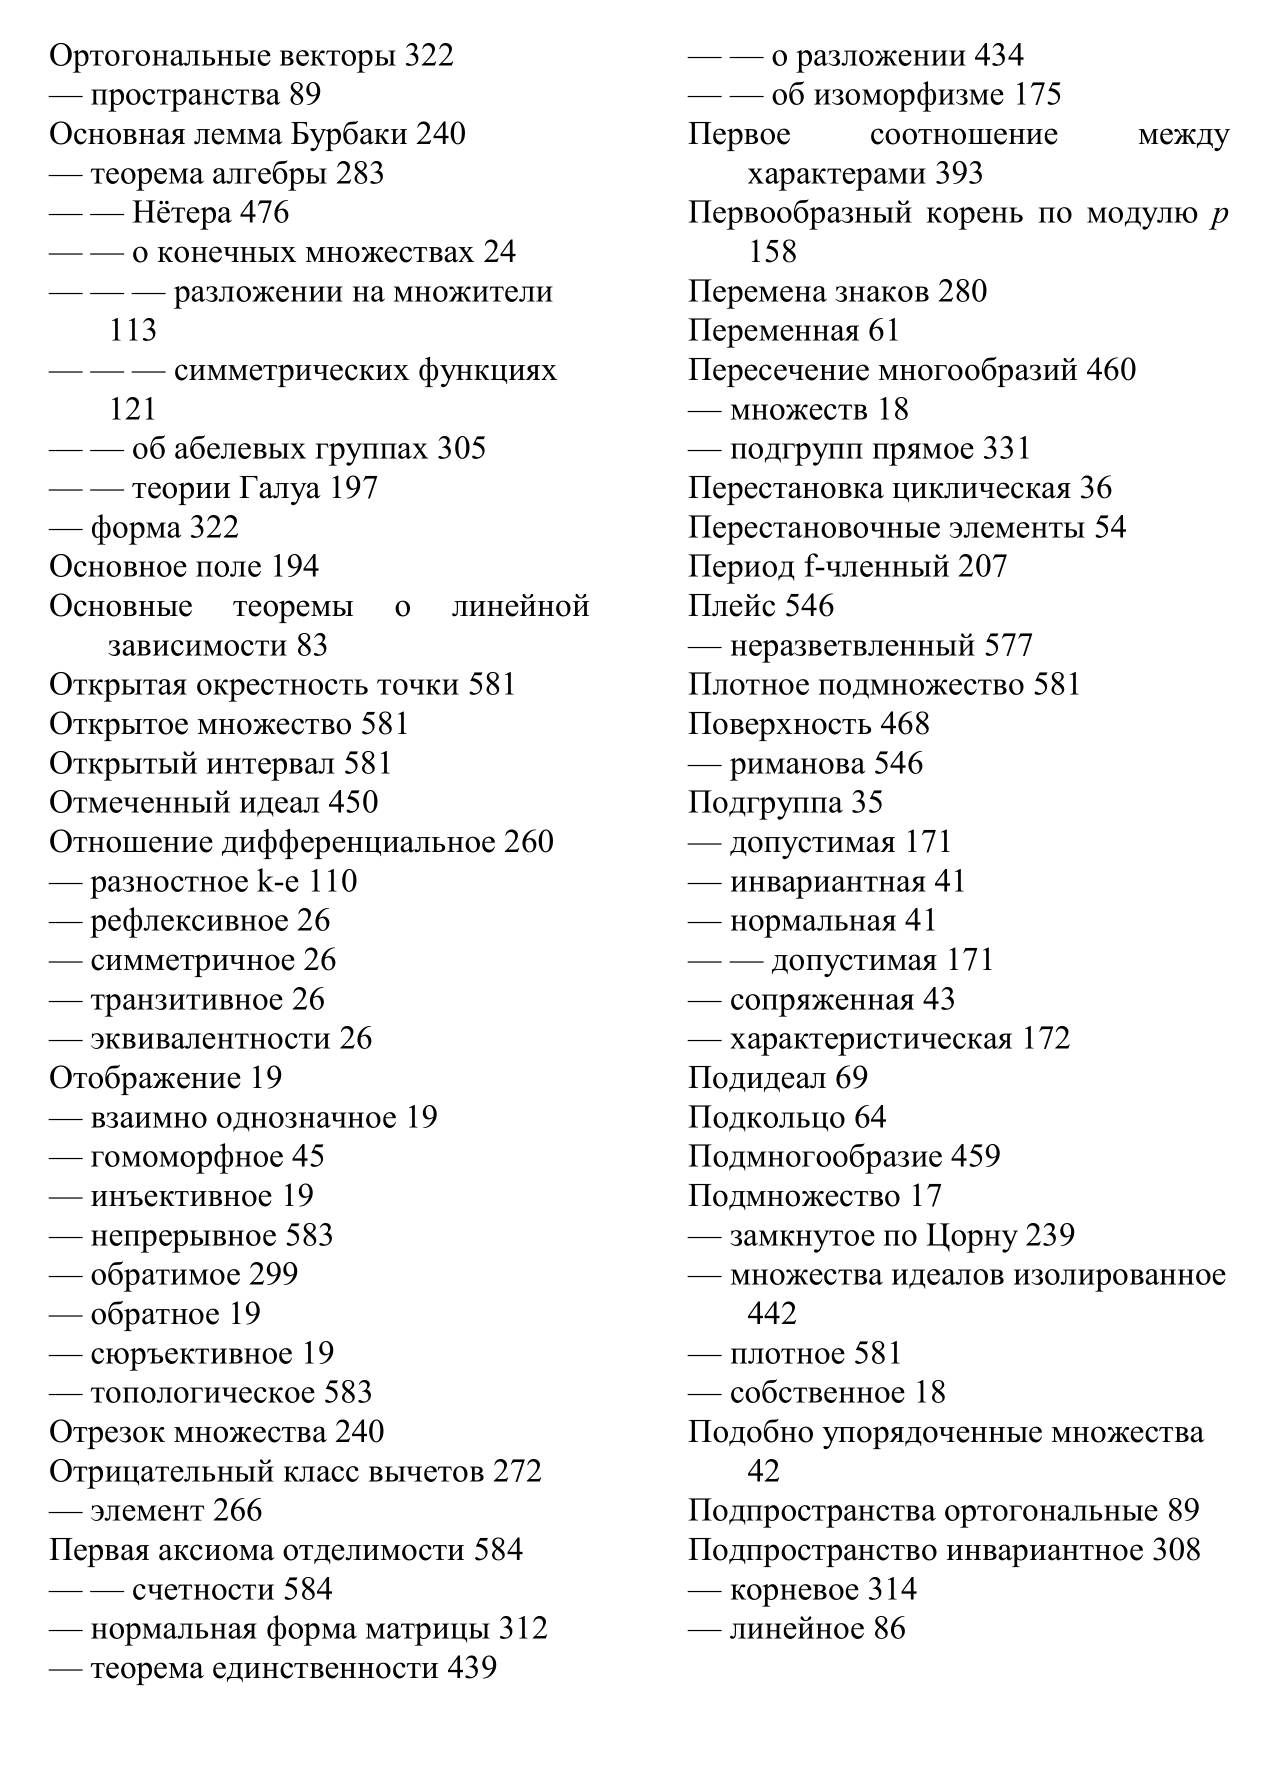 Ортогональные векторы 322
— пространства 89
Основная лемма Бурбаки 240
— теорема алгебры 283
— — Нётера 476
— — о конечных множествах 24
— — — разложении на множители
113
— — — симметрических функциях
121
— — об абелевых группах 305
— — теории Галуа 197
— форма 322
Основное поле 194
Основные теоремы о линейной
зависимости 83
Открытая окрестность точки 581
Открытое множество 581
Открытый интервал 581
Отмеченный идеал 450
Отношение дифференциальное 260
— разностное k-е 110
— рефлексивное 26
— симметричное 26
— транзитивное 26
— эквивалентности 26
Отображение 19
— взаимно однозначное 19
— гомоморфное 45
— инъективное 19
— непрерывное 583
— обратимое 299
— обратное 19
— сюръективное 19
— топологическое 583
Отрезок множества 240
Отрицательный класс вычетов 272
— элемент 266
Первая аксиома отделимости 584
— — счетности 584
— нормальная форма матрицы 312
— теорема единственности 439
— — о разложении 434
— — об изоморфизме 175
Первое соотношение между
характерами 393
Первообразный корень по модулю p
158
Перемена знаков 280
Переменная 61
Пересечение многообразий 460
— множеств 18
— подгрупп прямое 331
Перестановка циклическая 36
Перестановочные элементы 54
Период f-членный 207
Плейс 546
— неразветвленный 577
Плотное подмножество 581
Поверхность 468
— риманова 546
Подгруппа 35
— допустимая 171
— инвариантная 41
— нормальная 41
— — допустимая 171
— сопряженная 43
— характеристическая 172
Подидеал 69
Подкольцо 64
Подмногообразие 459
Подмножество 17
— замкнутое по Цорну 239
— множества идеалов изолированное
442
— плотное 581
— собственное 18
Подобно упорядоченные множества
42
Подпространства ортогональные 89
Подпространство инвариантное 308
— корневое 314
— линейное 86